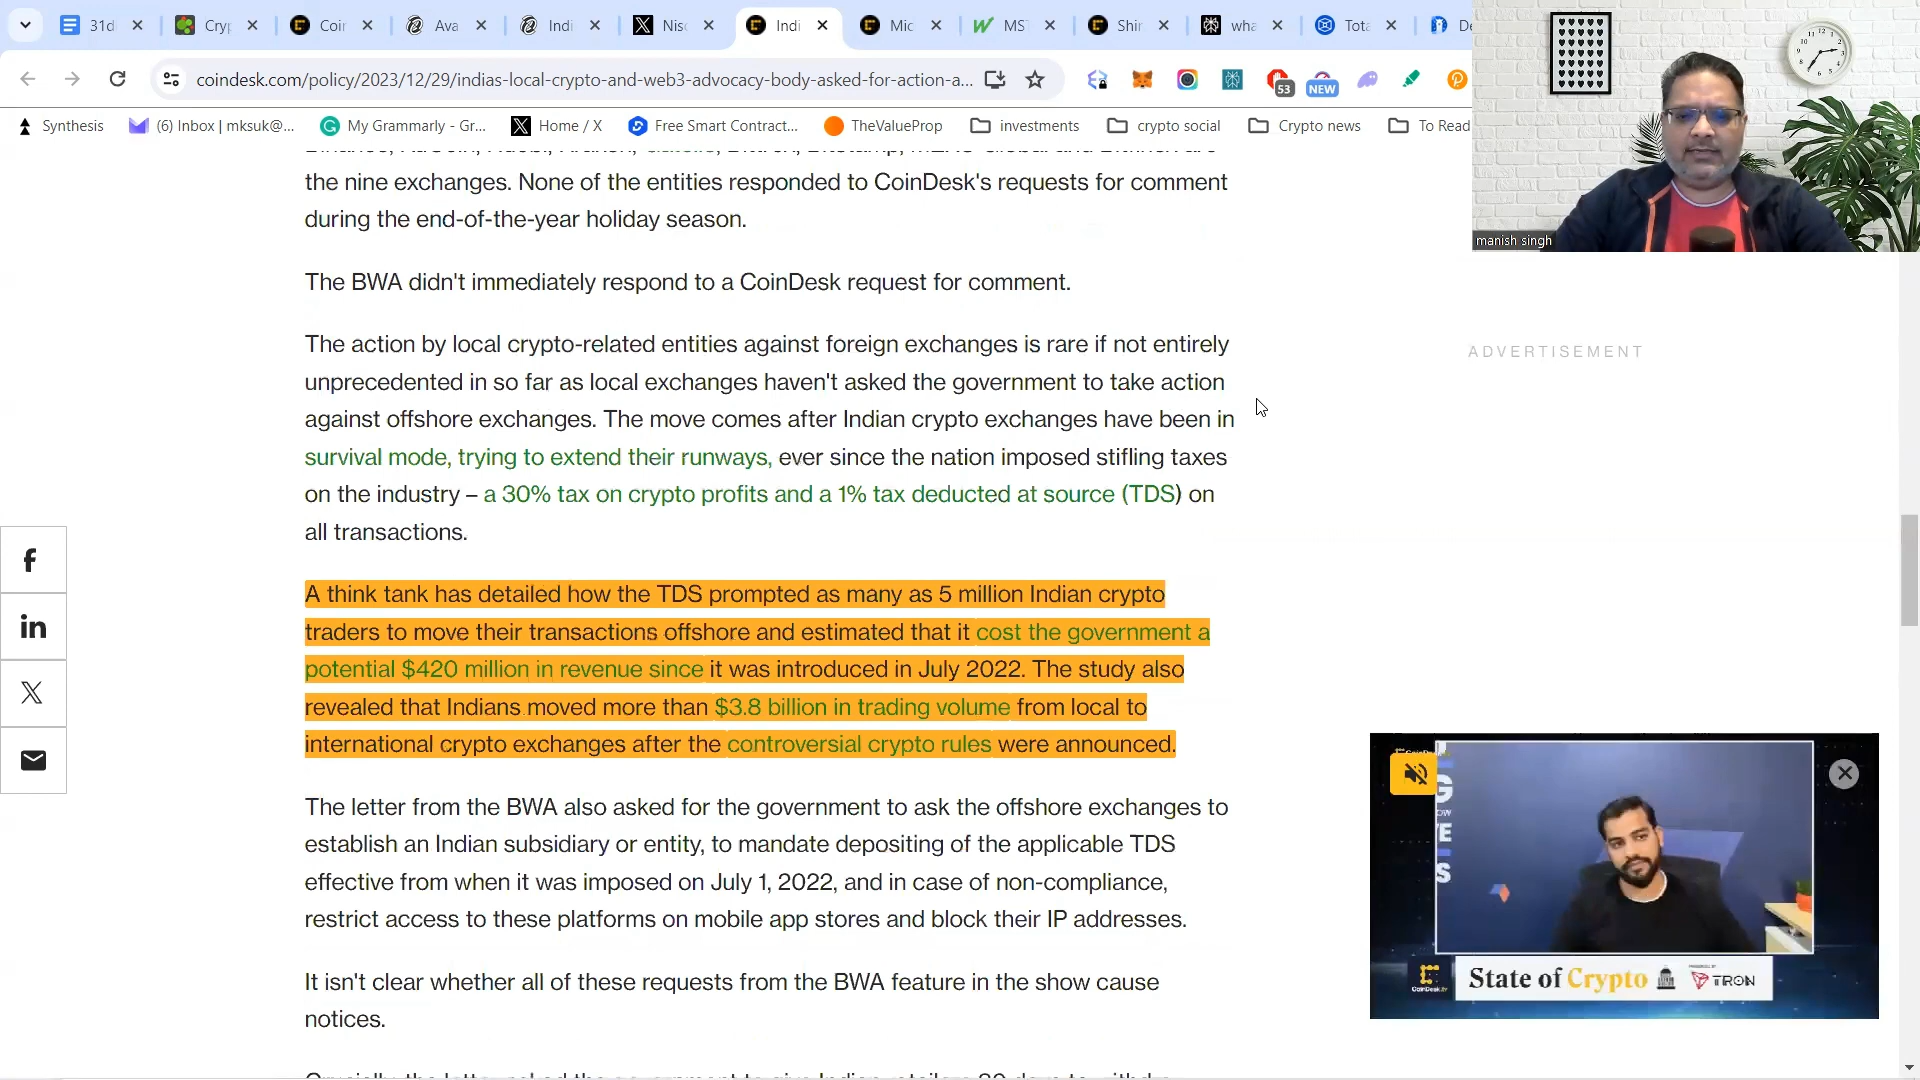 31d
Cryp
Coin
Ava
Indi
Nisc
Indi
Mic
MST
Shir
wha
Tota
De
coindesk.com/policy/2023/12/29/indias-local-crypto-and-web3-advocacy-body-asked-for-action-a...
53
NEW
Synthesis
(6) Inbox | mksuk@...
My Grammarly - Gr...
Home / X
Free Smart Contract...
TheValueProp
investments
crypto social
Crypto news
To Read
manish singh
the nine exchanges. None of the entities responded to CoinDesk's requests for comment
during the end-of-the-year holiday season.
The BWA didn't immediately respond to a CoinDesk request for comment.
The action by local crypto-related entities against foreign exchanges is rare if not entirely
unprecedented in so far as local exchanges haven't asked the government to take action
against offshore exchanges. The move comes after Indian crypto exchanges have been in
survival mode, trying to extend their runways, ever since the nation imposed stifling taxes
on the industry – a 30% tax on crypto profits and a 1% tax deducted at source (TDS) on
all transactions.
A think tank has detailed how the TDS prompted as many as 5 million Indian crypto
traders to move their transactions offshore and estimated that it cost the government a
potential $420 million in revenue since it was introduced in July 2022. The study also
revealed that Indians moved more than $3.8 billion in trading volume from local to
international crypto exchanges after the controversial crypto rules were announced.
The letter from the BWA also asked for the government to ask the offshore exchanges to
establish an Indian subsidiary or entity, to mandate depositing of the applicable TDS
effective from when it was imposed on July 1, 2022, and in case of non-compliance,
restrict access to these platforms on mobile app stores and block their IP addresses.
It isn't clear whether all of these requests from the BWA feature in the show cause
notices.
ADVERTISEMENT
State of Crypto
TRON